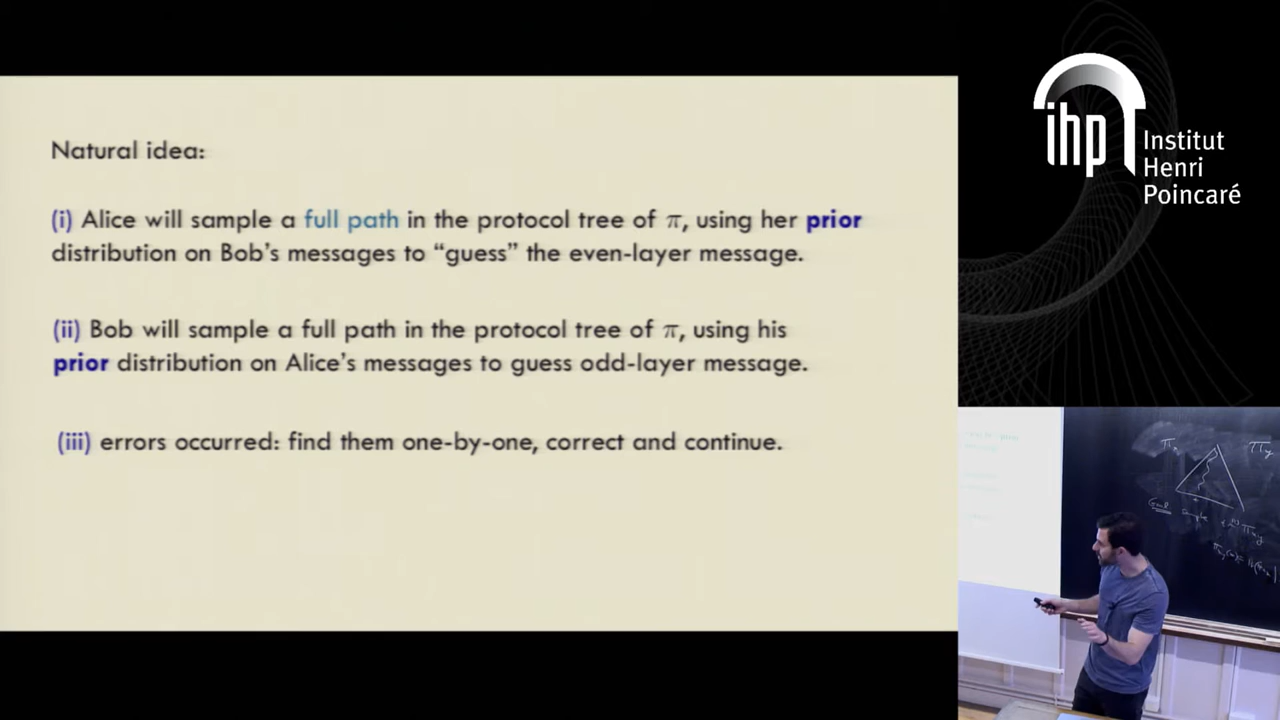 Natural idea:
(i) Alice will sample a full path in the protocol tree of π, using her prior
distribution on Bob's messages to “guess” the even-layer message.
(ii) Bob will sample a full path in the protocol tree of π, using his
prior distribution on Alice's messages to guess odd-layer message.
(iii) errors occurred: find them one-by-one, correct and continue.
ihp
Institut
Henri
Poincaré
πₓ
π_y